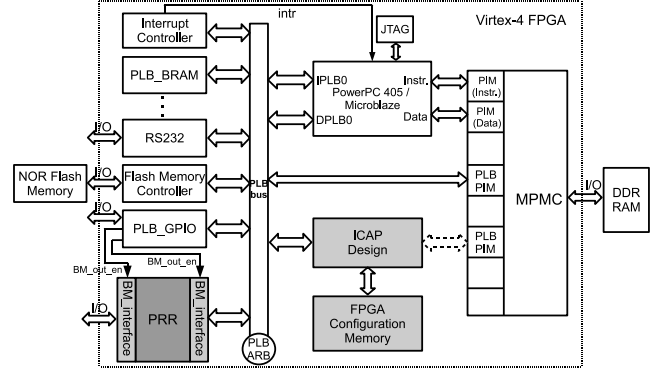 Virtex-4 FPGA
Interrupt
Controller
intr
JTAG
PLB_BRAM
IPLB0
Instr.
PowerPC 405 /
Microblaze
DPLB0
Data
PIM
(Instr.)
PIM
(Data)
I/O
RS232
PLB
bus
NOR Flash
Memory
I/O
Flash Memory
Controller
PLB
PIM
MPMC
I/O
DDR
RAM
I/O
PLB_GPIO
ICAP
Design
PLB
PIM
BM_out_en
BM_out_en
I/O
BM_interface
PRR
BM_interface
FPGA
Configuration
Memory
PLB
ARB